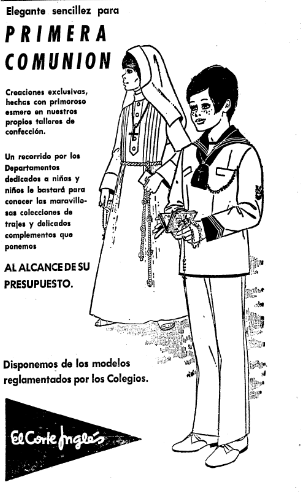 Elegante sencillez para
PRIMERA
COMUNION
Creaciones exclusivas,
hechas con primoroso
esmero en nuestros
propios talleres de
confección.
Un recorrido por los
Departamentos
dedicados a niñas y
niños le bastará para
conocer las maravillo-
sas colecciones de
trajes y delicados
complementos que
ponemos
AL ALCANCE DE SU
PRESUPUESTO.
Disponemos de los modelos
reglamentados por los Colegios.
El Corte Inglés